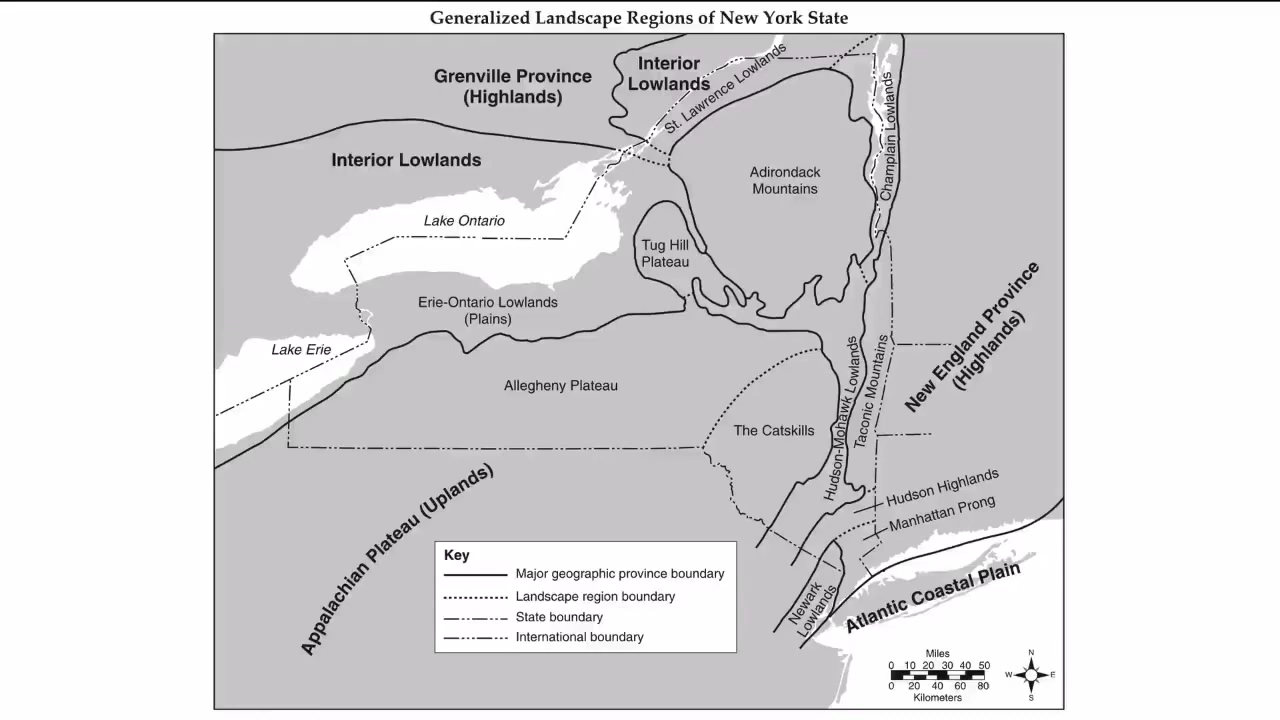 Generalized Landscape Regions of New York State
Grenville Province
(Highlands)
Interior
Lowlands
St. Lawrence Lowlands
Champlain Lowlands
Interior Lowlands
Adirondack
Mountains
Lake Ontario
Tug Hill
Plateau
Erie-Ontario Lowlands
(Plains)
Lake Erie
New England Province
(Highlands)
Allegheny Plateau
The Catskills
Hudson-Mohawk Lowlands
Taconic Mountains
Hudson Highlands
Manhattan Prong
Appalachian Plateau (Uplands)
Newark
Lowlands
Atlantic Coastal Plain
Key
Major geographic province boundary
Landscape region boundary
State boundary
International boundary
Miles
0 10 20 30 40 50
0 20 40 60 80
Kilometers
N
W E
S